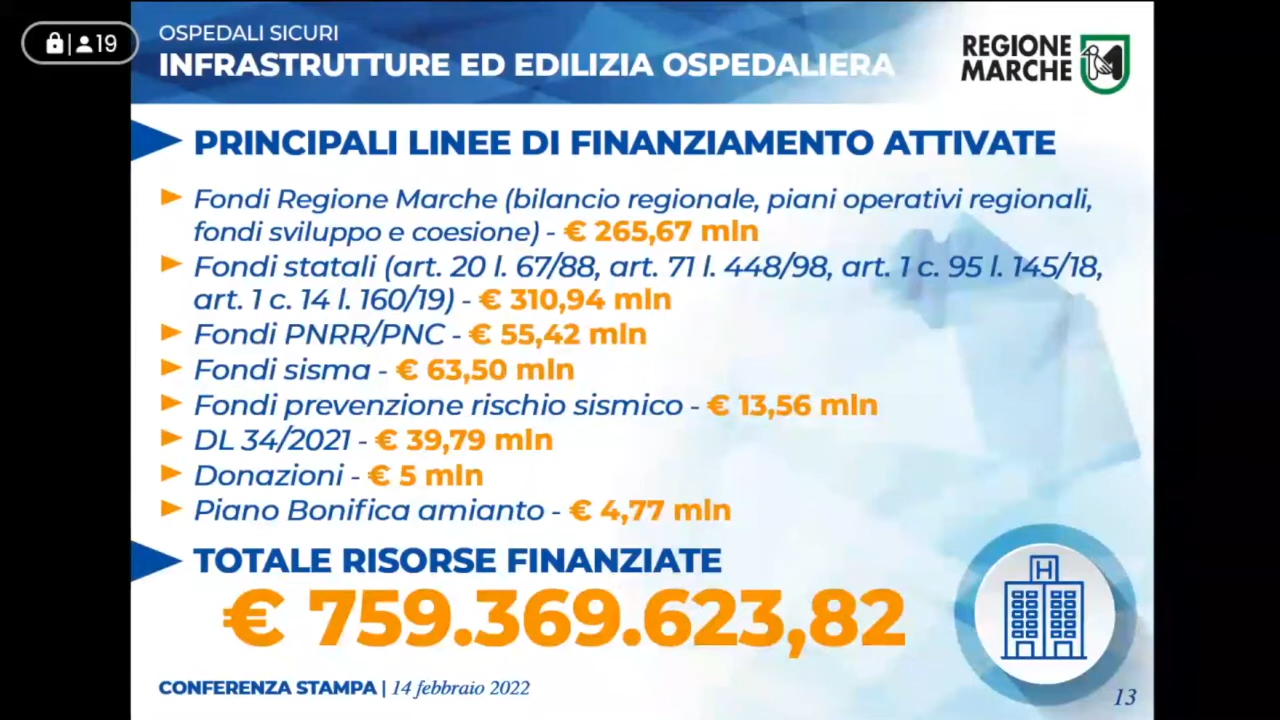 19
OSPEDALI SICURI
INFRASTRUTTURE ED EDILIZIA OSPEDALIERA
REGIONE
MARCHE
PRINCIPALI LINEE DI FINANZIAMENTO ATTIVATE
Fondi Regione Marche (bilancio regionale, piani operativi regionali,
fondi sviluppo e coesione) - € 265,67 mln
Fondi statali (art. 20 l. 67/88, art. 71 l. 448/98, art. 1 c. 95 l. 145/18,
art. 1 c. 14 l. 160/19) - € 310,94 mln
Fondi PNRR/PNC - € 55,42 mln
Fondi sisma - € 63,50 mln
Fondi prevenzione rischio sismico - € 13,56 mln
DL 34/2021 - € 39,79 mln
Donazioni - € 5 mln
Piano Bonifica amianto - € 4,77 mln
TOTALE RISORSE FINANZIATE
€ 759.369.623,82
H
CONFERENZA STAMPA | 14 febbraio 2022
13